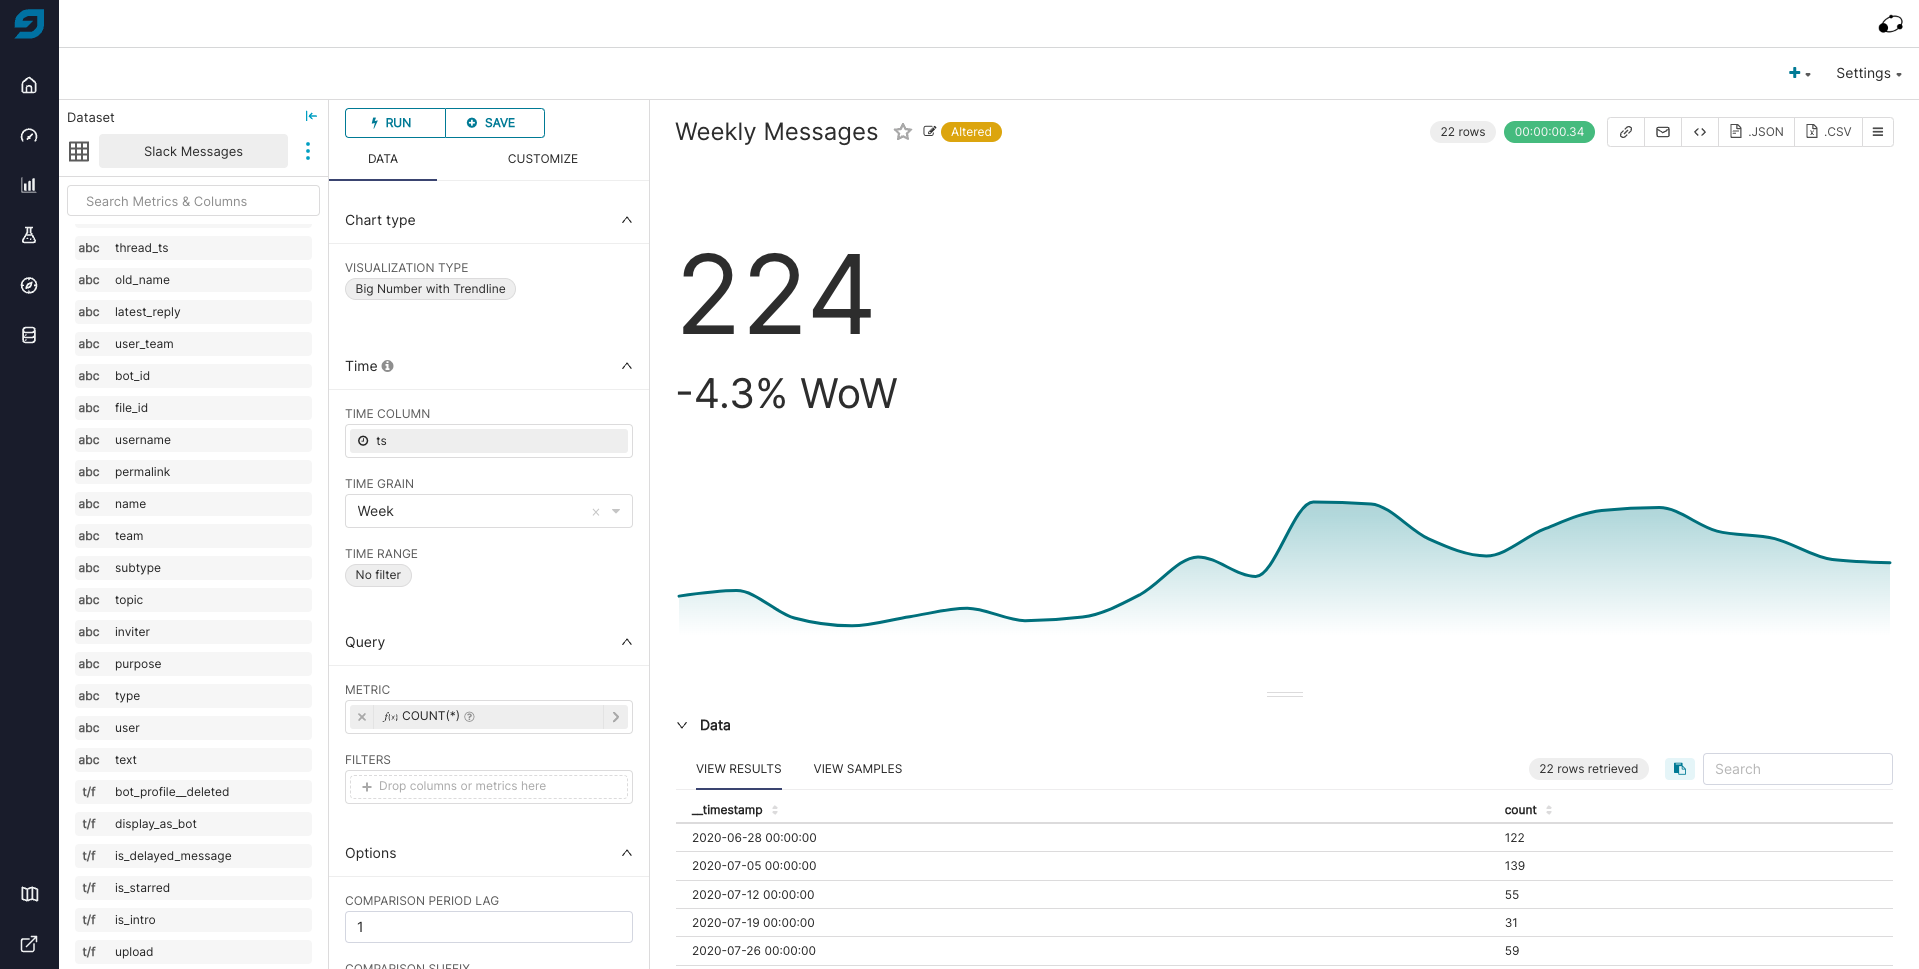 Settings
Dataset
Slack Messages
Search Metrics & Columns
abc thread_ts
abc old_name
abc latest_reply
abc user_team
abc bot_id
abc file_id
abc username
abc permalink
abc name
abc team
abc subtype
abc topic
abc inviter
abc purpose
abc type
abc user
abc text
t/f bot_profile__deleted
t/f display_as_bot
t/f is_delayed_message
t/f is_starred
t/f is_intro
t/f upload
RUN SAVE
DATA CUSTOMIZE
Chart type
VISUALIZATION TYPE
Big Number with Trendline
Time
TIME COLUMN
ts
TIME GRAIN
Week
TIME RANGE
No filter
Query
METRIC
f(x) COUNT(*)
FILTERS
+ Drop columns or metrics here
Options
COMPARISON PERIOD LAG
1
COMPARISON SUFFIX
Weekly Messages Altered 22 rows 00:00:00.34 .JSON .CSV
224
-4.3% WoW
Data
VIEW RESULTS VIEW SAMPLES 22 rows retrieved Search
__timestamp count
2020-06-28 00:00:00 122
2020-07-05 00:00:00 139
2020-07-12 00:00:00 55
2020-07-19 00:00:00 31
2020-07-26 00:00:00 59